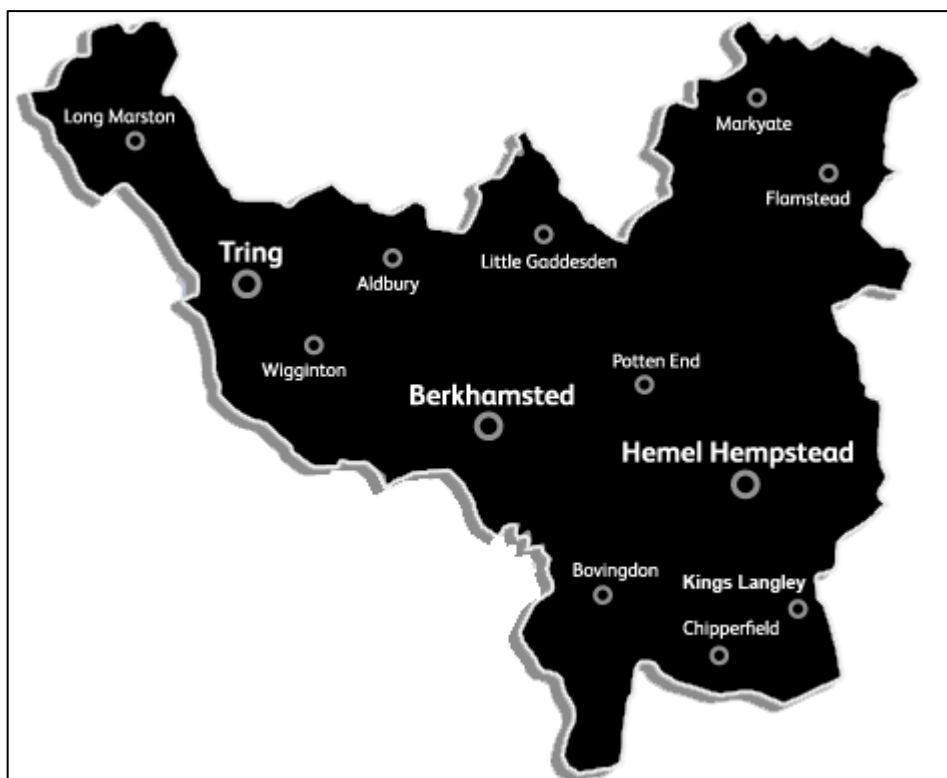 Long Marston
Markyate
Flamstead
Tring
Little Gaddesden
Aldbury
Wigginton
Potten End
Berkhamsted
Hemel Hempstead
Bovingdon
Kings Langley
Chipperfield